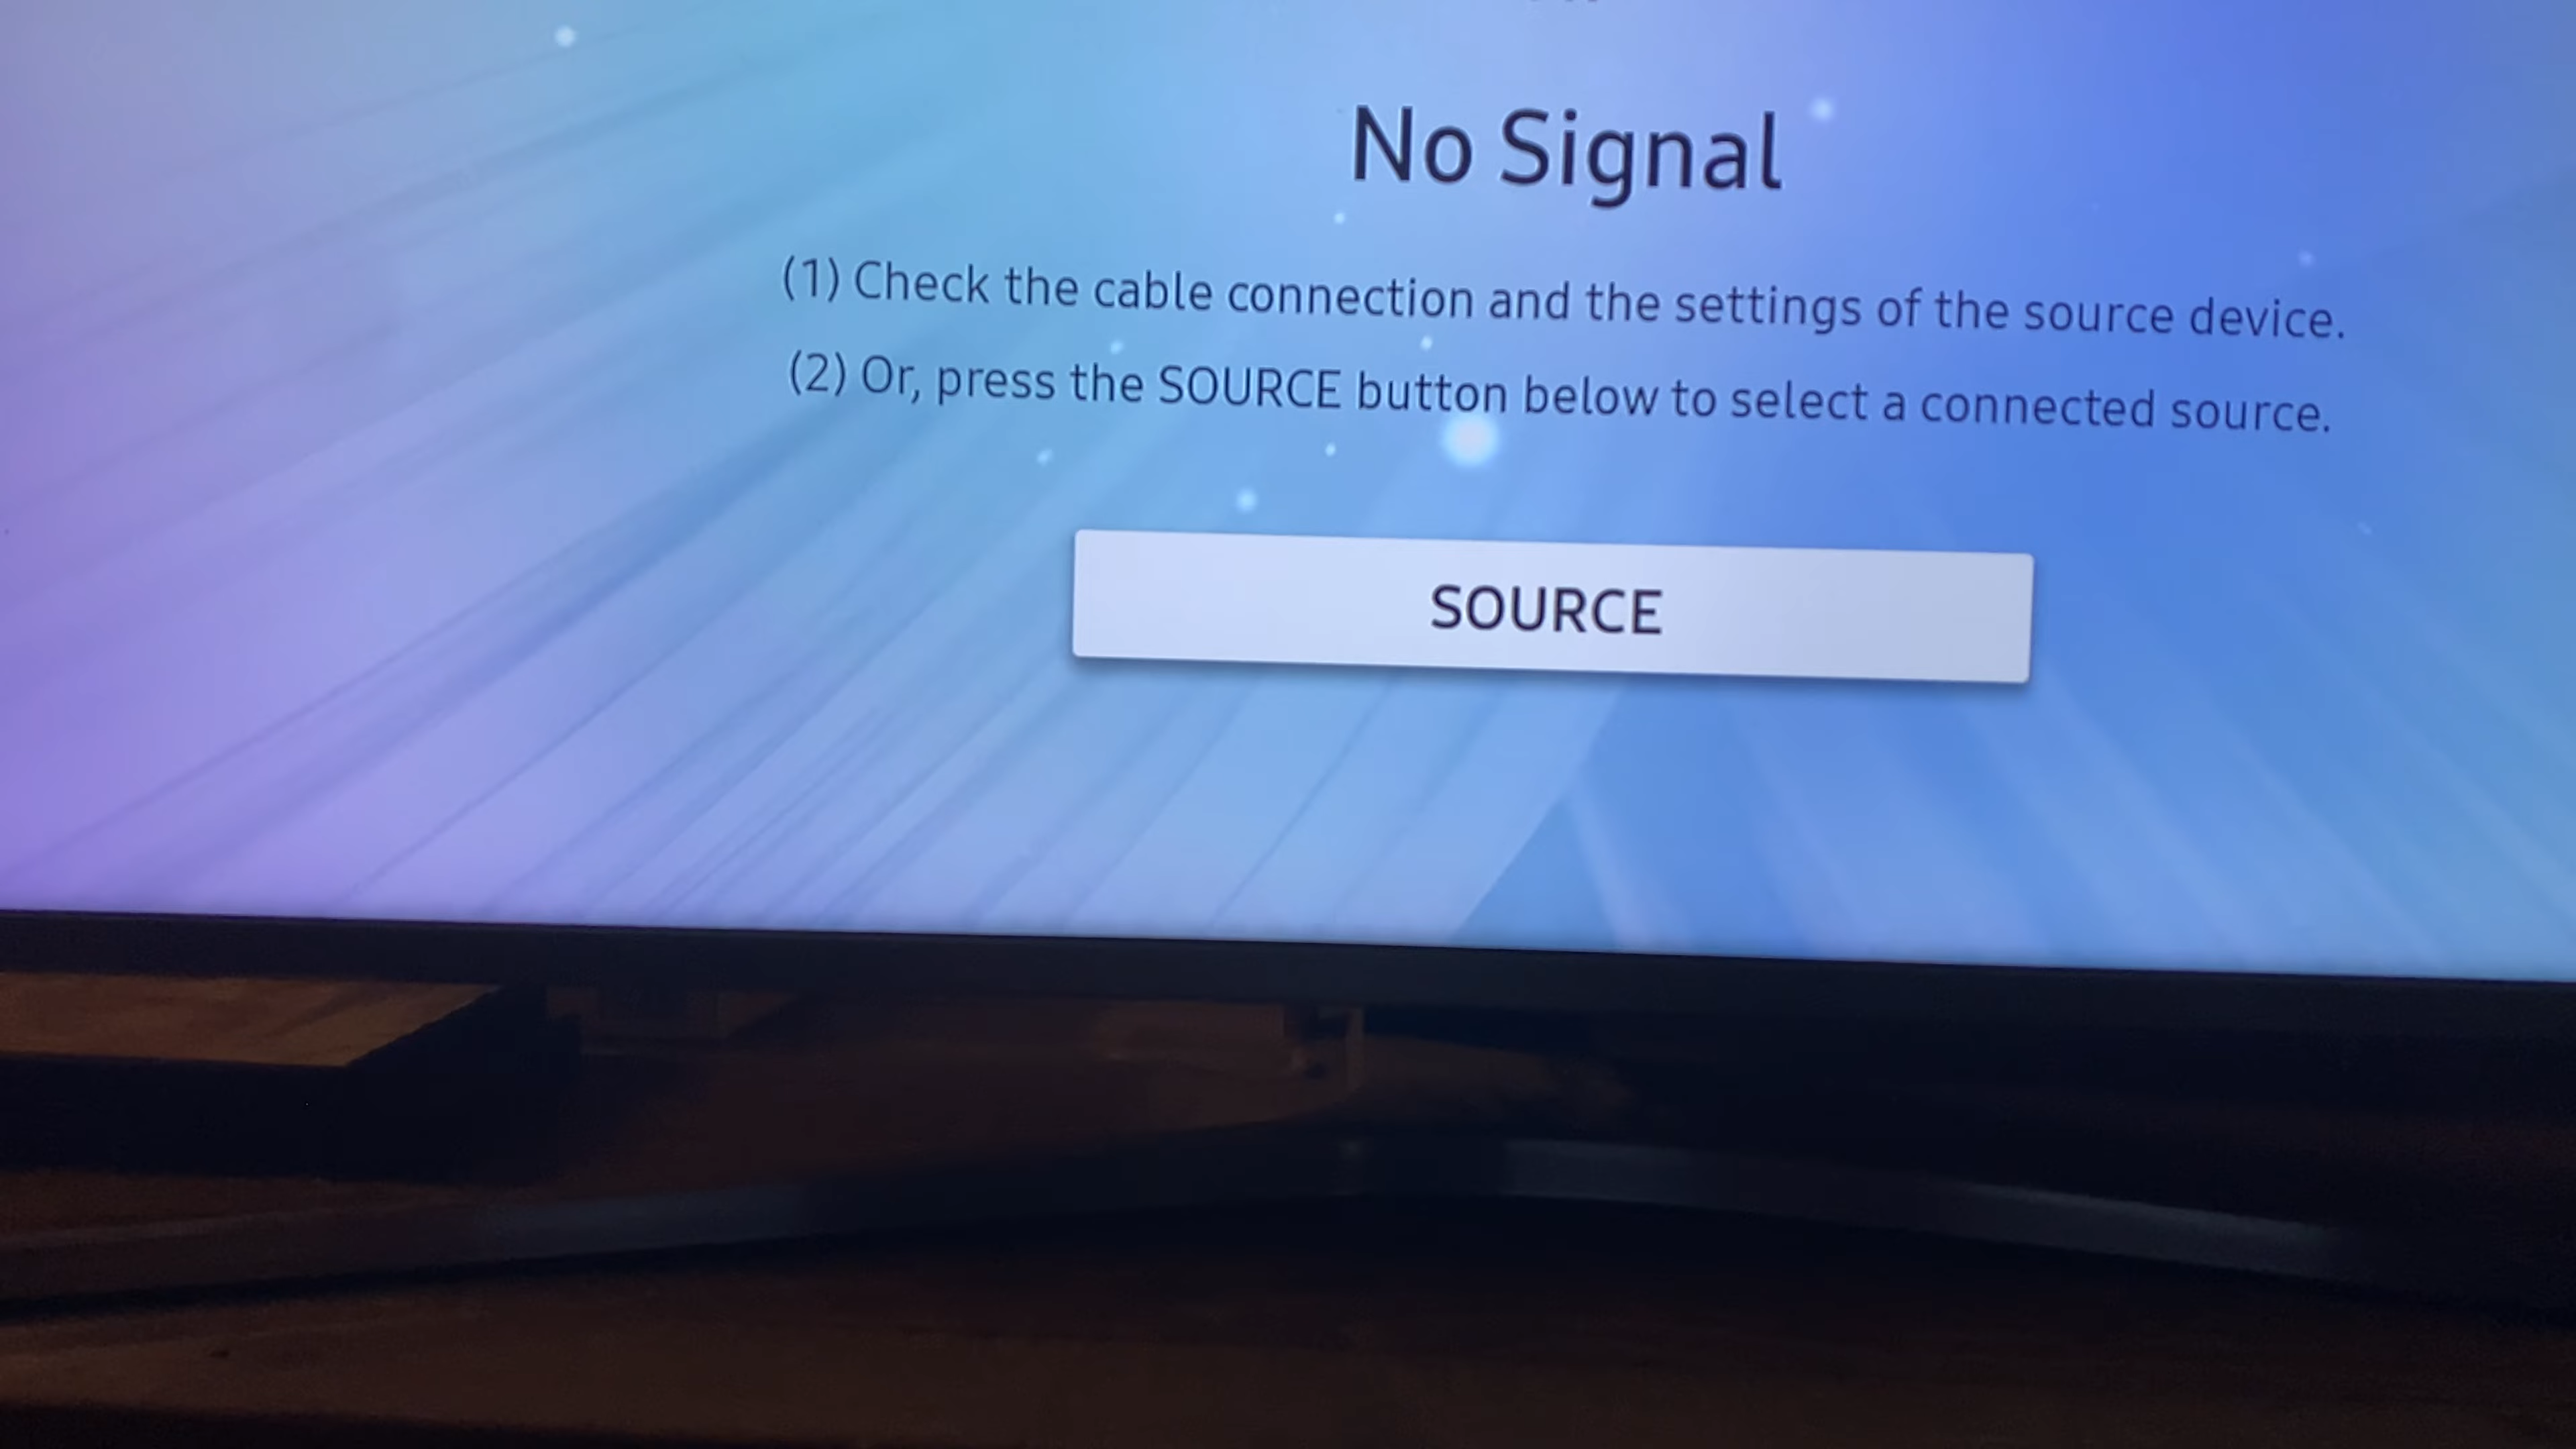 No Signal
(1) Check the cable connection and the settings of the source device.
(2) Or, press the SOURCE button below to select a connected source.
SOURCE